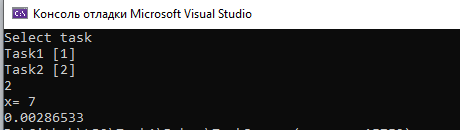 Консоль отладки Microsoft Visual Studio
Select task
Task1 [1]
Task2 [2]
2
x= 7
0.00286533